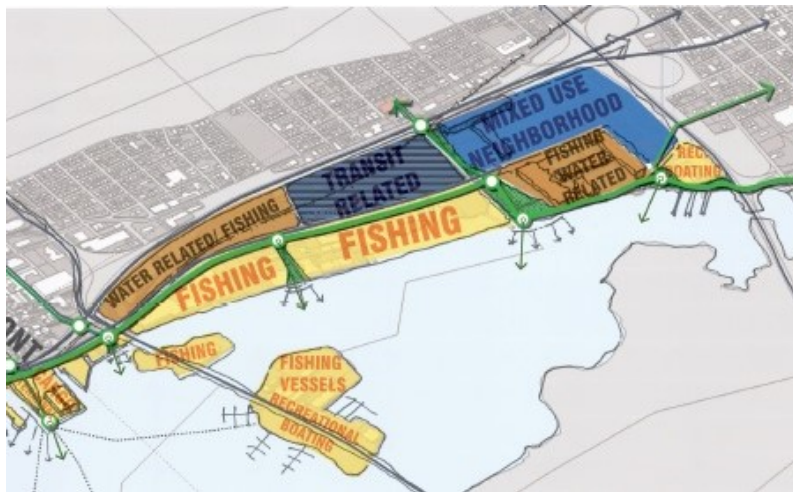 MIXED USE
NEIGHBORHOOD
TRANSIT
RELATED
FISHING
WATER
RELATED
BOATING
WATER RELATED/ FISHING
FISHING
FISHING
FISHING
FISHING
VESSELS
RECREATIONAL
BOATING
ONT